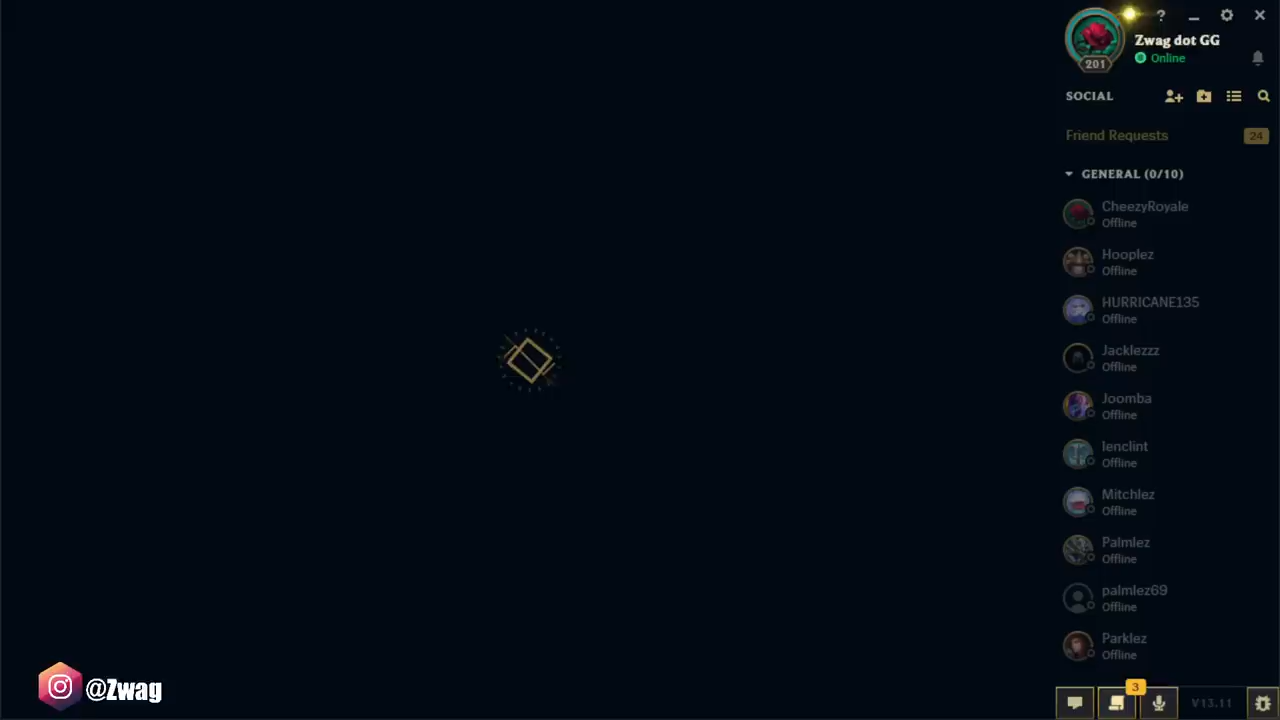 ?
Zwag dot GG
201
Online
SOCIAL
Friend Requests
24
GENERAL (0/10)
CheezyRoyale
Offline
Hooplez
Offline
HURRICANE135
Offline
Jacklezzz
Offline
Joomba
Offline
lenclint
Offline
Mitchlez
Offline
Palmlez
Offline
palmlez69
Offline
Parklez
Offline
@Zwag
3
V13.11